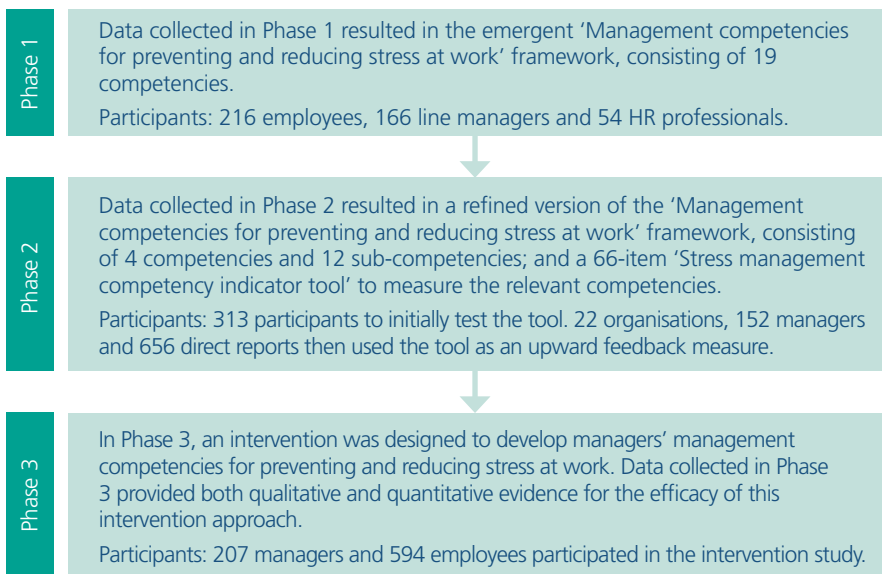 Phase 1
Data collected in Phase 1 resulted in the emergent ‘Management competencies
for preventing and reducing stress at work’ framework, consisting of 19
competencies.
Participants: 216 employees, 166 line managers and 54 HR professionals.
Phase 2
Data collected in Phase 2 resulted in a refined version of the ‘Management
competencies for preventing and reducing stress at work’ framework, consisting
of 4 competencies and 12 sub-competencies; and a 66-item ‘Stress management
competency indicator tool’ to measure the relevant competencies.
Participants: 313 participants to initially test the tool. 22 organisations, 152 managers
and 656 direct reports then used the tool as an upward feedback measure.
Phase 3
In Phase 3, an intervention was designed to develop managers’ management
competencies for preventing and reducing stress at work. Data collected in Phase
3 provided both qualitative and quantitative evidence for the efficacy of this
intervention approach.
Participants: 207 managers and 594 employees participated in the intervention study.